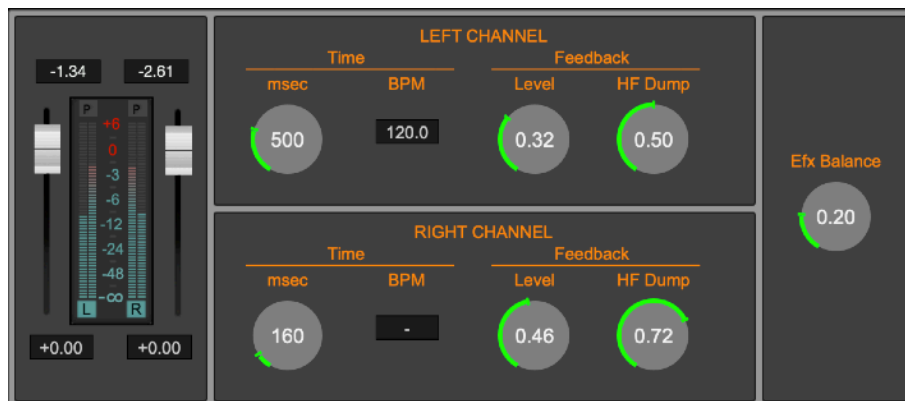 -1.34 -2.61
P P
+6
0
-3
-6
-12
-24
-48
-∞
L R
+0.00 +0.00
LEFT CHANNEL
Time Feedback
msec BPM Level HF Dump
500 120.0 0.32 0.50
RIGHT CHANNEL
Time Feedback
msec BPM Level HF Dump
160 - 0.46 0.72
Efx Balance
0.20